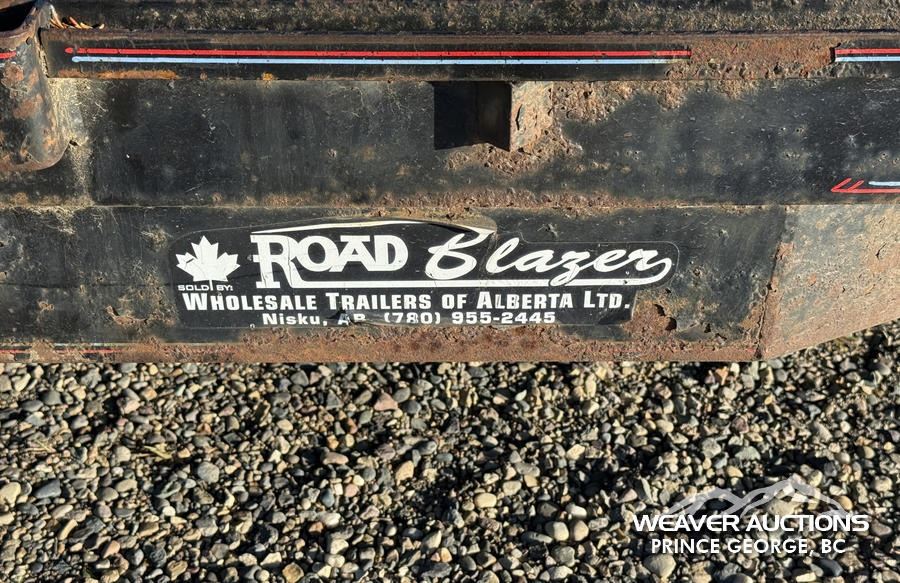 ROAD Blazer
SOLD BY:
WHOLESALE TRAILERS OF ALBERTA LTD.
NISKU, AB (780) 955-2445
WEAVER AUCTIONS
PRINCE GEORGE, BC